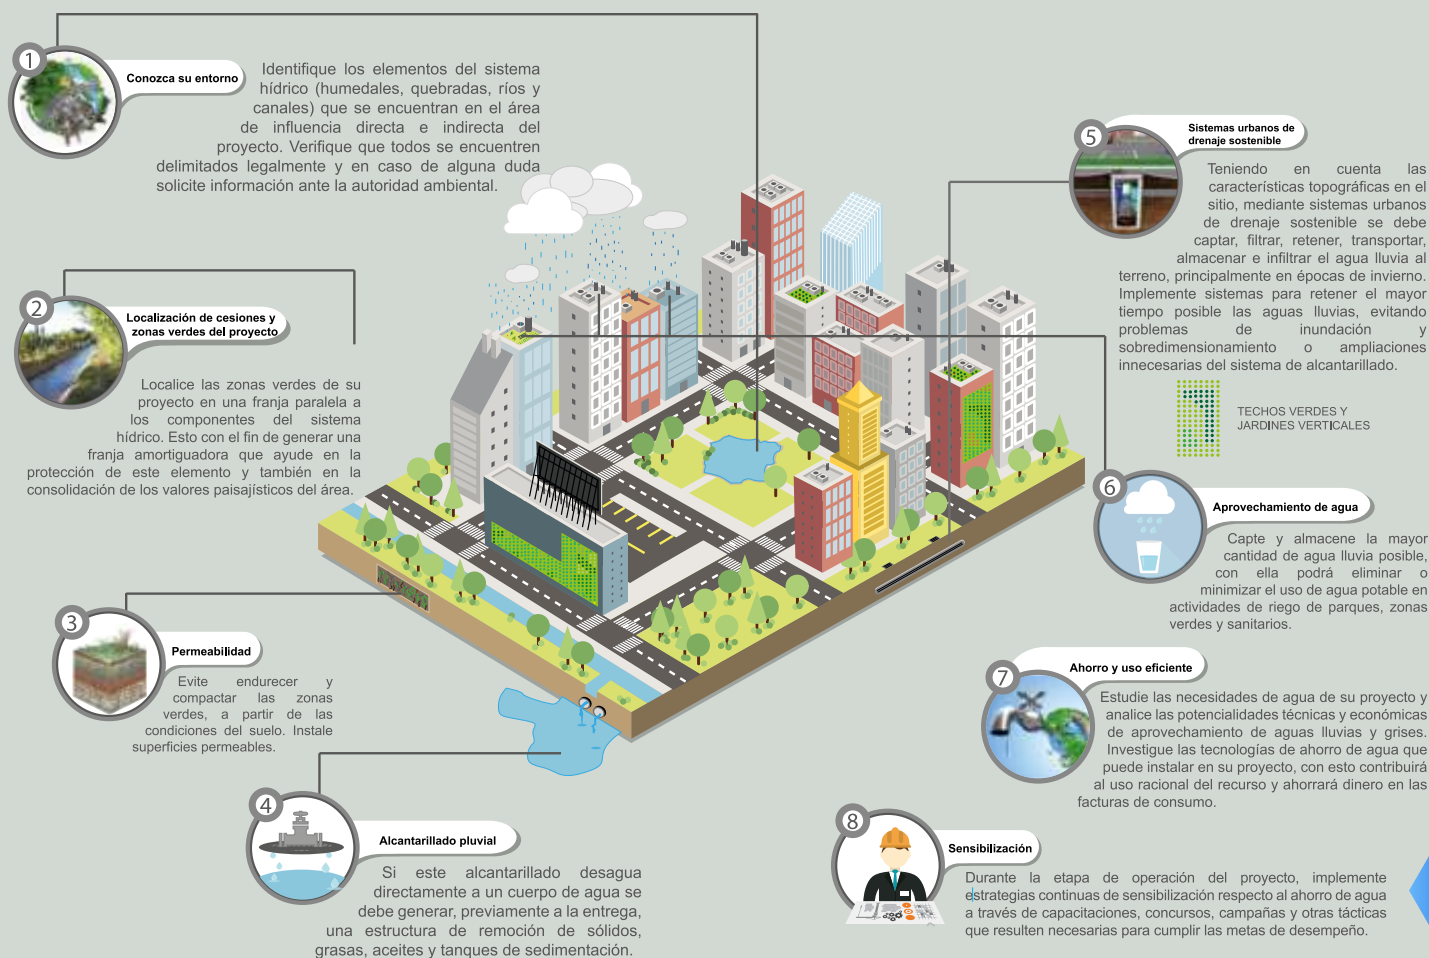 1
Conozca su entorno
Identifique los elementos del sistema
hídrico (humedales, quebradas, ríos y
canales) que se encuentran en el área
de influencia directa e indirecta del
proyecto. Verifique que todos se encuentren
delimitados legalmente y en caso de alguna duda
solicite información ante la autoridad ambiental.
2
Localización de cesiones y
zonas verdes del proyecto
Localice las zonas verdes de su
proyecto en una franja paralela a
los componentes del sistema
hídrico. Esto con el fin de generar una
franja amortiguadora que ayude en la
protección de este elemento y también en la
consolidación de los valores paisajísticos del área.
3
Permeabilidad
Evite endurecer y
compactar las zonas
verdes, a partir de las
condiciones del suelo. Instale
superficies permeables.
4
Alcantarillado pluvial
Si este alcantarillado desagua
directamente a un cuerpo de agua se
debe generar, previamente a la entrega,
una estructura de remoción de sólidos,
grasas, aceites y tanques de sedimentación.
5
Sistemas urbanos de
drenaje sostenible
Teniendo en cuenta las
características topográficas en el
sitio, mediante sistemas urbanos
de drenaje sostenible se debe
captar, filtrar, retener, transportar,
almacenar e infiltrar el agua lluvia al
terreno, principalmente en épocas de invierno.
Implemente sistemas para retener el mayor
tiempo posible las aguas lluvias, evitando
problemas de inundación y
sobredimensionamiento o ampliaciones
innecesarias del sistema de alcantarillado.
TECHOS VERDES Y
JARDINES VERTICALES
6
Aprovechamiento de agua
Capte y almacene la mayor
cantidad de agua lluvia posible,
con ella podrá eliminar o
minimizar el uso de agua potable en
actividades de riego de parques, zonas
verdes y sanitarios.
7
Ahorro y uso eficiente
Estudie las necesidades de agua de su proyecto y
analice las potencialidades técnicas y económicas
de aprovechamiento de aguas lluvias y grises.
Investigue las tecnologías de ahorro de agua que
puede instalar en su proyecto, con esto contribuirá
al uso racional del recurso y ahorrará dinero en las
facturas de consumo.
8
Sensibilización
Durante la etapa de operación del proyecto, implemente
estrategias continuas de sensibilización respecto al ahorro de agua
a través de capacitaciones, concursos, campañas y otras tácticas
que resulten necesarias para cumplir las metas de desempeño.